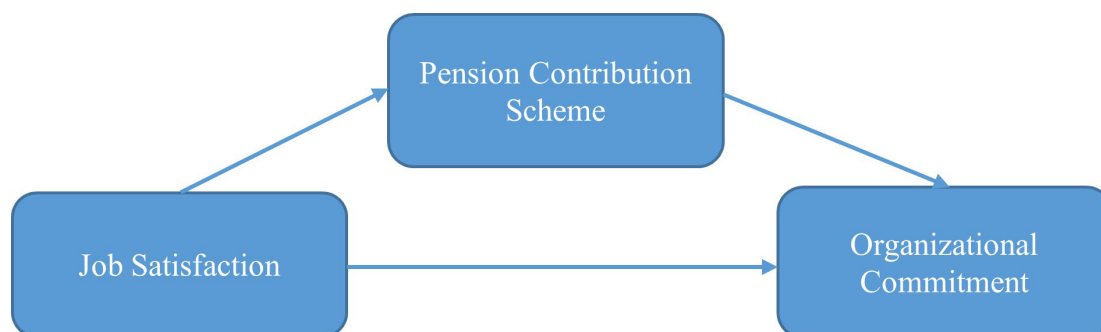 Pension Contribution
Scheme
Job Satisfaction
Organizational
Commitment